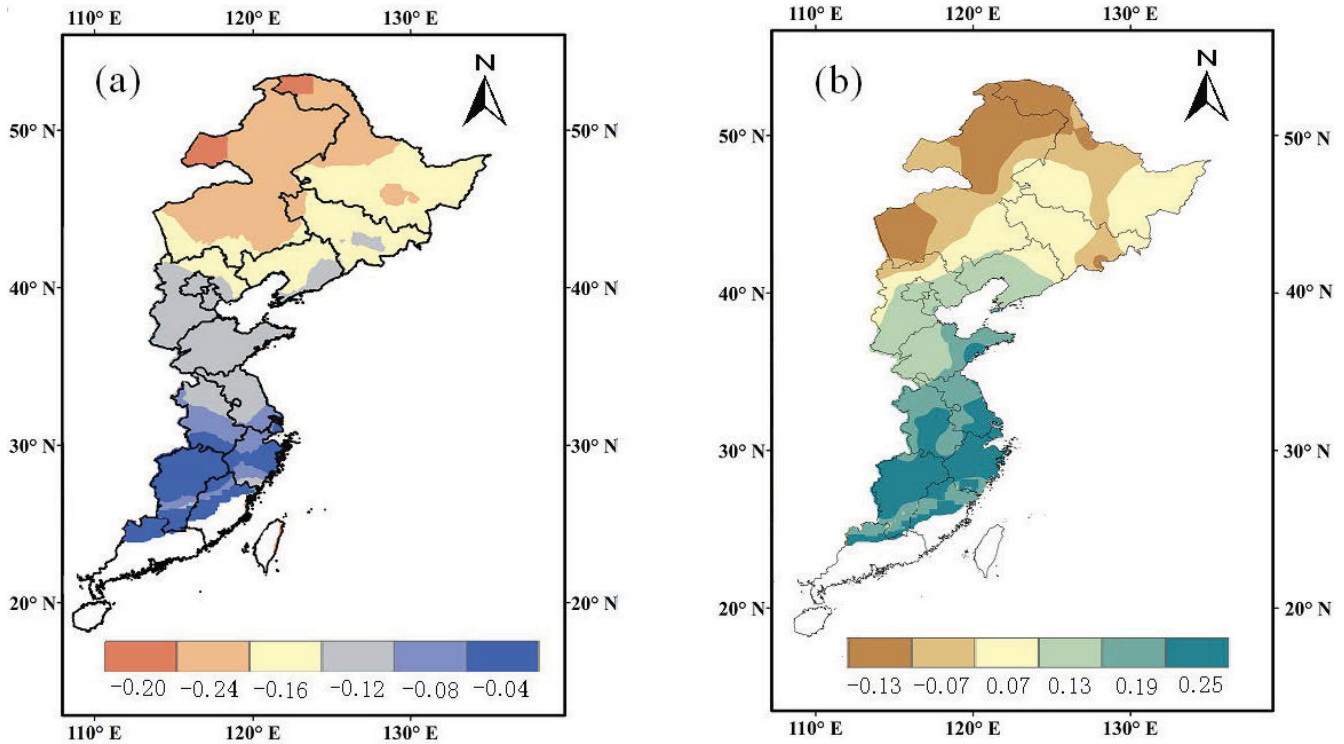 110° E 120° E 130° E
(a)
N
50° N 50° N
40° N 40° N
30° N 30° N
20° N 20° N
-0.20 -0.24 -0.16 -0.12 -0.08 -0.04
110° E 120° E 130° E
110° E 120° E 130° E
(b)
N
50° N 50° N
40° N 40° N
30° N 30° N
20° N 20° N
-0.13 -0.07 0.07 0.13 0.19 0.25
110° E 120° E 130° E